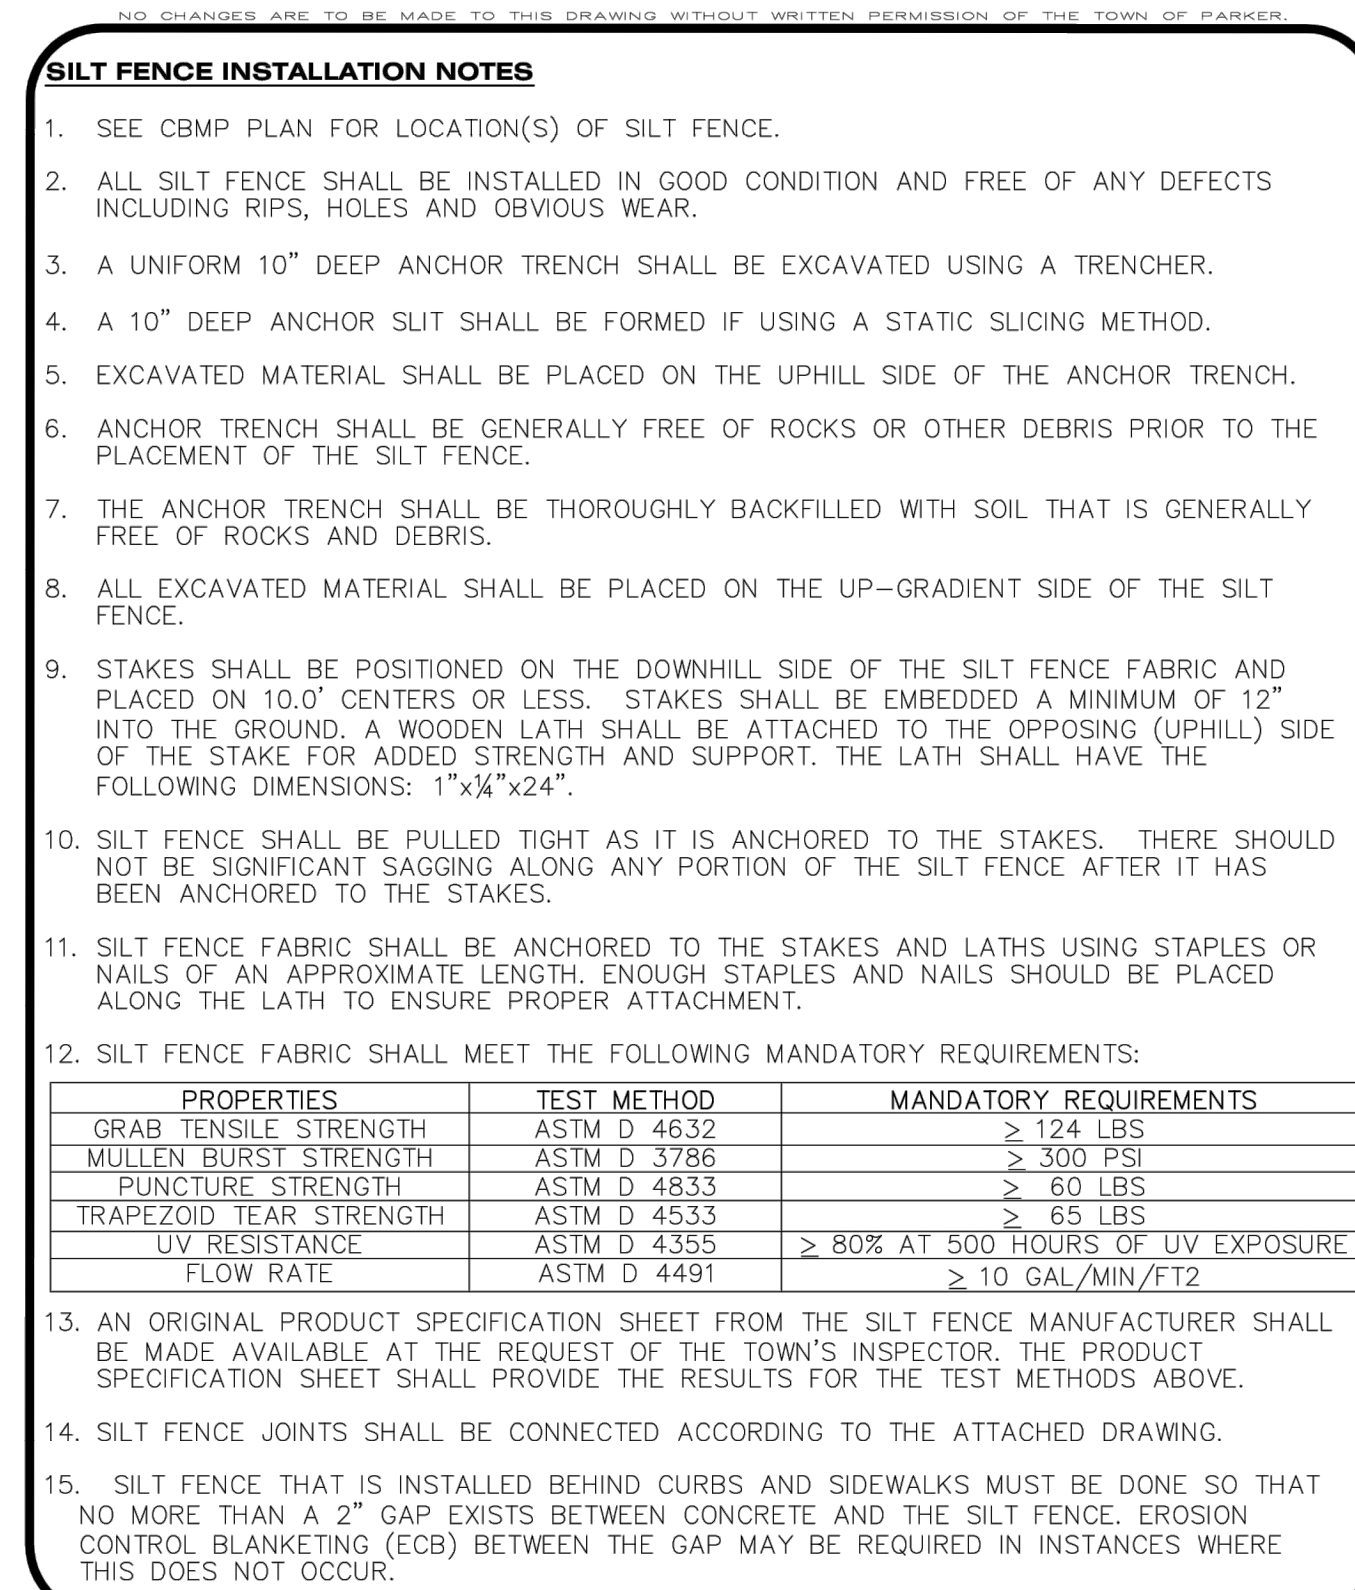 NO CHANGES ARE TO BE MADE TO THIS DRAWING WITHOUT WRITTEN PERMISSION OF THE TOWN OF PARKER.
SILT FENCE INSTALLATION NOTES
1. SEE CBMP PLAN FOR LOCATION(S) OF SILT FENCE.
2. ALL SILT FENCE SHALL BE INSTALLED IN GOOD CONDITION AND FREE OF ANY DEFECTS
INCLUDING RIPS, HOLES AND OBVIOUS WEAR.
3. A UNIFORM 10” DEEP ANCHOR TRENCH SHALL BE EXCAVATED USING A TRENCHER.
4. A 10” DEEP ANCHOR SLIT SHALL BE FORMED IF USING A STATIC SLICING METHOD.
5. EXCAVATED MATERIAL SHALL BE PLACED ON THE UPHILL SIDE OF THE ANCHOR TRENCH.
6. ANCHOR TRENCH SHALL BE GENERALLY FREE OF ROCKS OR OTHER DEBRIS PRIOR TO THE
PLACEMENT OF THE SILT FENCE.
7. THE ANCHOR TRENCH SHALL BE THOROUGHLY BACKFILLED WITH SOIL THAT IS GENERALLY
FREE OF ROCKS AND DEBRIS.
8. ALL EXCAVATED MATERIAL SHALL BE PLACED ON THE UP-GRADIENT SIDE OF THE SILT
FENCE.
9. STAKES SHALL BE POSITIONED ON THE DOWNHILL SIDE OF THE SILT FENCE FABRIC AND
PLACED ON 10.0’ CENTERS OR LESS. STAKES SHALL BE EMBEDDED A MINIMUM OF 12”
INTO THE GROUND. A WOODEN LATH SHALL BE ATTACHED TO THE OPPOSING (UPHILL) SIDE
OF THE STAKE FOR ADDED STRENGTH AND SUPPORT. THE LATH SHALL HAVE THE
FOLLOWING DIMENSIONS: 1”x¼”x24”.
10. SILT FENCE SHALL BE PULLED TIGHT AS IT IS ANCHORED TO THE STAKES. THERE SHOULD
NOT BE SIGNIFICANT SAGGING ALONG ANY PORTION OF THE SILT FENCE AFTER IT HAS
BEEN ANCHORED TO THE STAKES.
11. SILT FENCE FABRIC SHALL BE ANCHORED TO THE STAKES AND LATHS USING STAPLES OR
NAILS OF AN APPROXIMATE LENGTH. ENOUGH STAPLES AND NAILS SHOULD BE PLACED
ALONG THE LATH TO ENSURE PROPER ATTACHMENT.
12. SILT FENCE FABRIC SHALL MEET THE FOLLOWING MANDATORY REQUIREMENTS:
PROPERTIES TEST METHOD MANDATORY REQUIREMENTS
GRAB TENSILE STRENGTH ASTM D 4632 ≥ 124 LBS
MULLEN BURST STRENGTH ASTM D 3786 ≥ 300 PSI
PUNCTURE STRENGTH ASTM D 4833 ≥ 60 LBS
TRAPEZOID TEAR STRENGTH ASTM D 4533 ≥ 65 LBS
UV RESISTANCE ASTM D 4355 ≥ 80% AT 500 HOURS OF UV EXPOSURE
FLOW RATE ASTM D 4491 ≥ 10 GAL/MIN/FT2
13. AN ORIGINAL PRODUCT SPECIFICATION SHEET FROM THE SILT FENCE MANUFACTURER SHALL
BE MADE AVAILABLE AT THE REQUEST OF THE TOWN’S INSPECTOR. THE PRODUCT
SPECIFICATION SHEET SHALL PROVIDE THE RESULTS FOR THE TEST METHODS ABOVE.
14. SILT FENCE JOINTS SHALL BE CONNECTED ACCORDING TO THE ATTACHED DRAWING.
15. SILT FENCE THAT IS INSTALLED BEHIND CURBS AND SIDEWALKS MUST BE DONE SO THAT
NO MORE THAN A 2” GAP EXISTS BETWEEN CONCRETE AND THE SILT FENCE. EROSION
CONTROL BLANKETING (ECB) BETWEEN THE GAP MAY BE REQUIRED IN INSTANCES WHERE
THIS DOES NOT OCCUR.